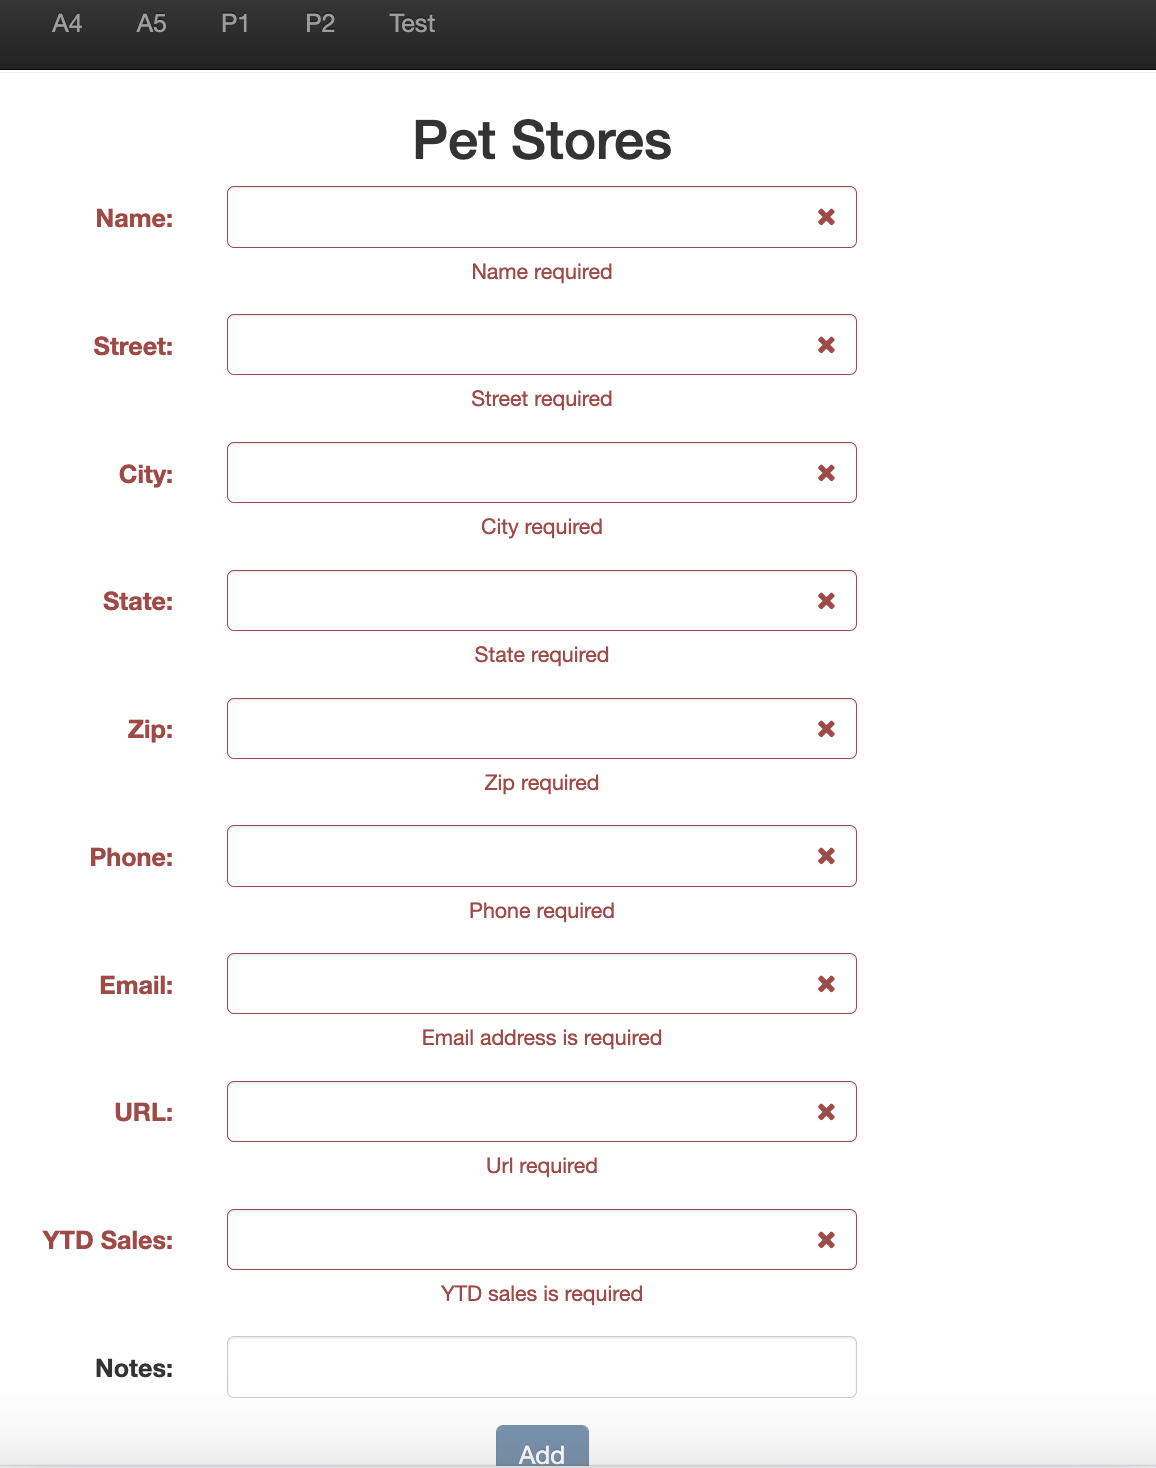 A4 A5 P1 P2 Test
Pet Stores
Name:
Name required
Street:
Street required
City:
City required
State:
State required
Zip:
Zip required
Phone:
Phone required
Email:
Email address is required
URL:
Url required
YTD Sales:
YTD sales is required
Notes:
Add